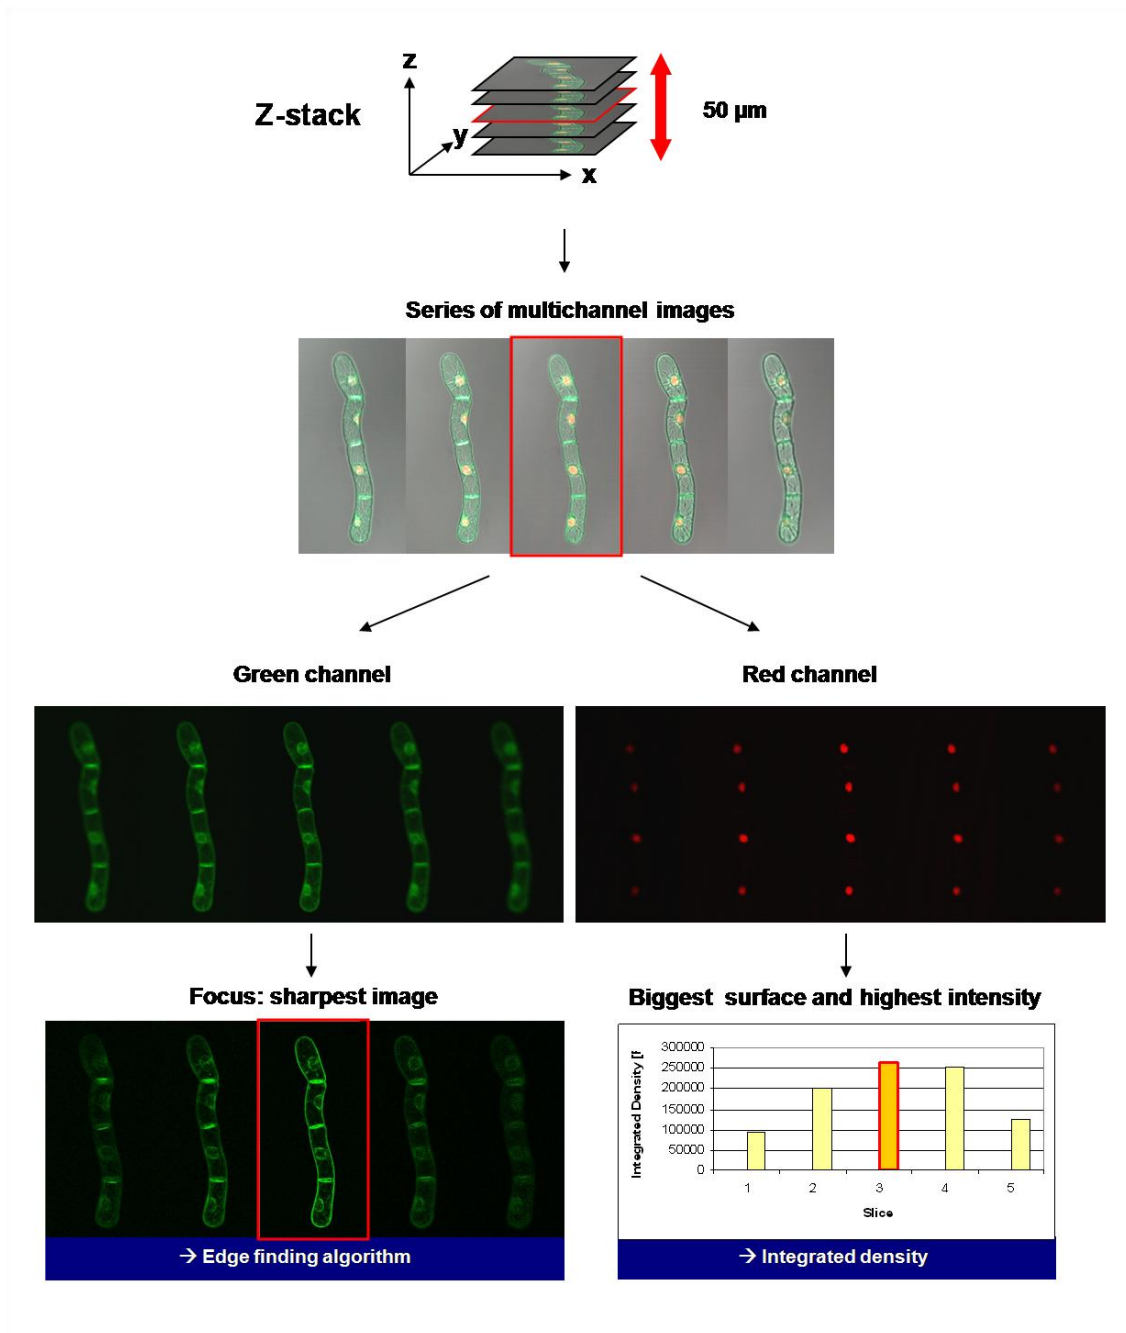 z
Z-stack
y
x
50 µm
Series of multichannel images
Green channel
Red channel
Focus: sharpest image
→ Edge finding algorithm
Biggest surface and highest intensity
Integrated Density [
300000
250000
200000
150000
100000
50000
0
1 2 3 4 5
Slice
→ Integrated density